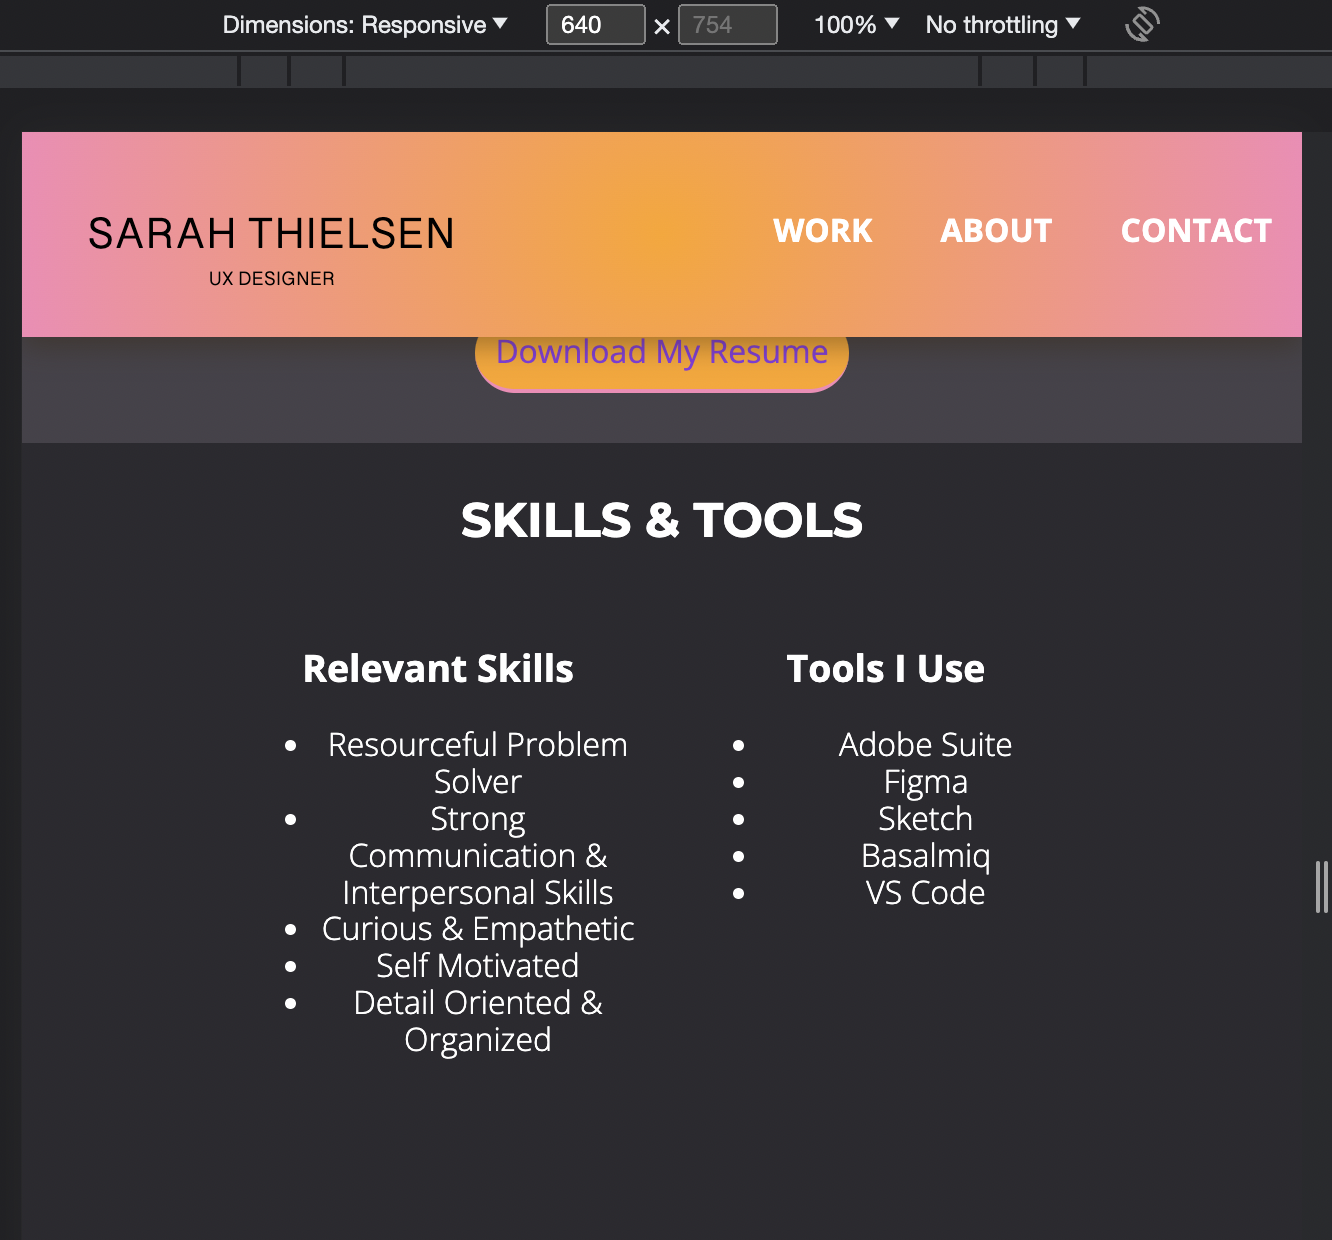 Dimensions: Responsive ▼ 640 × 754 100% ▼ No throttling ▼
SARAH THIELSEN
UX DESIGNER
WORK ABOUT CONTACT
Download My Resume
SKILLS & TOOLS
Relevant Skills
• Resourceful Problem
Solver
• Strong
Communication &
Interpersonal Skills
• Curious & Empathetic
• Self Motivated
• Detail Oriented &
Organized
Tools I Use
• Adobe Suite
• Figma
• Sketch
• Basalmiq
• VS Code